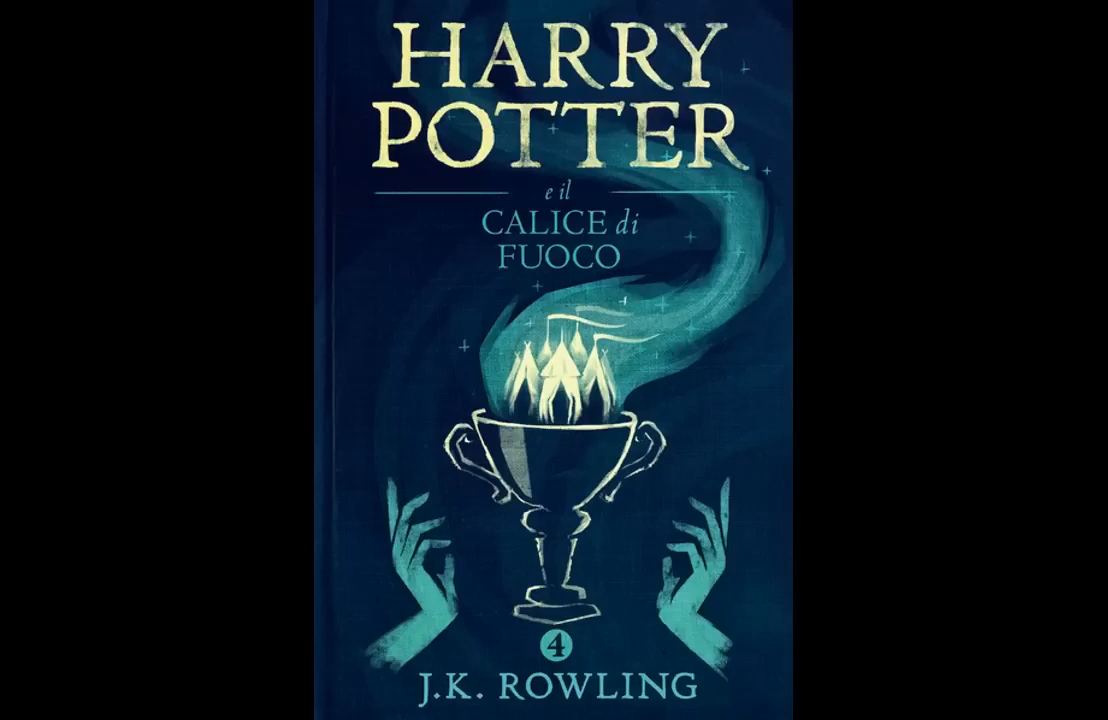 HARRY
POTTER
e il
CALICE di
FUOCO
4
J.K. ROWLING